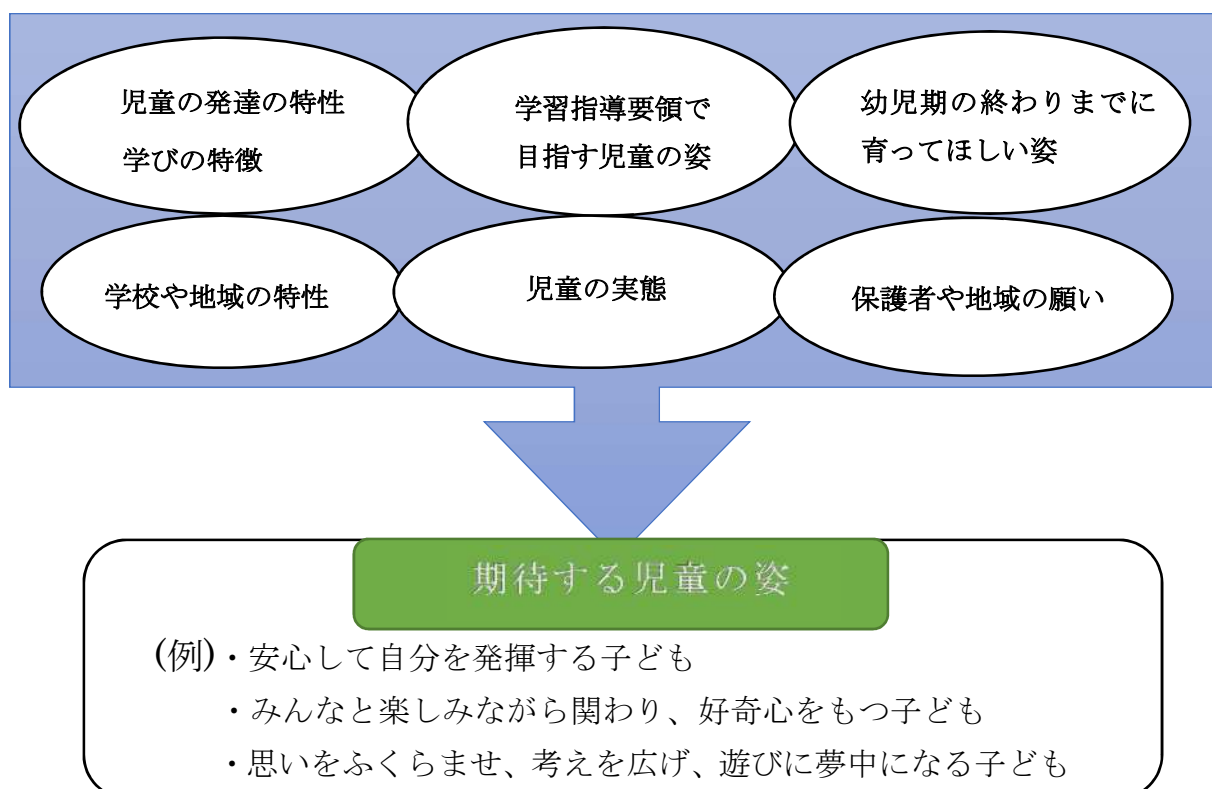 児童の発達の特性
学びの特徴
学習指導要領で
目指す児童の姿
幼児期の終わりまでに
育ってほしい姿
学校や地域の特性
児童の実態
保護者や地域の願い
期待する児童の姿
(例)・安心して自分を発揮する子ども
・みんなと楽しみながら関わり、好奇心をもつ子ども
・思いをふくらませ、考えを広げ、遊びに夢中になる子ども